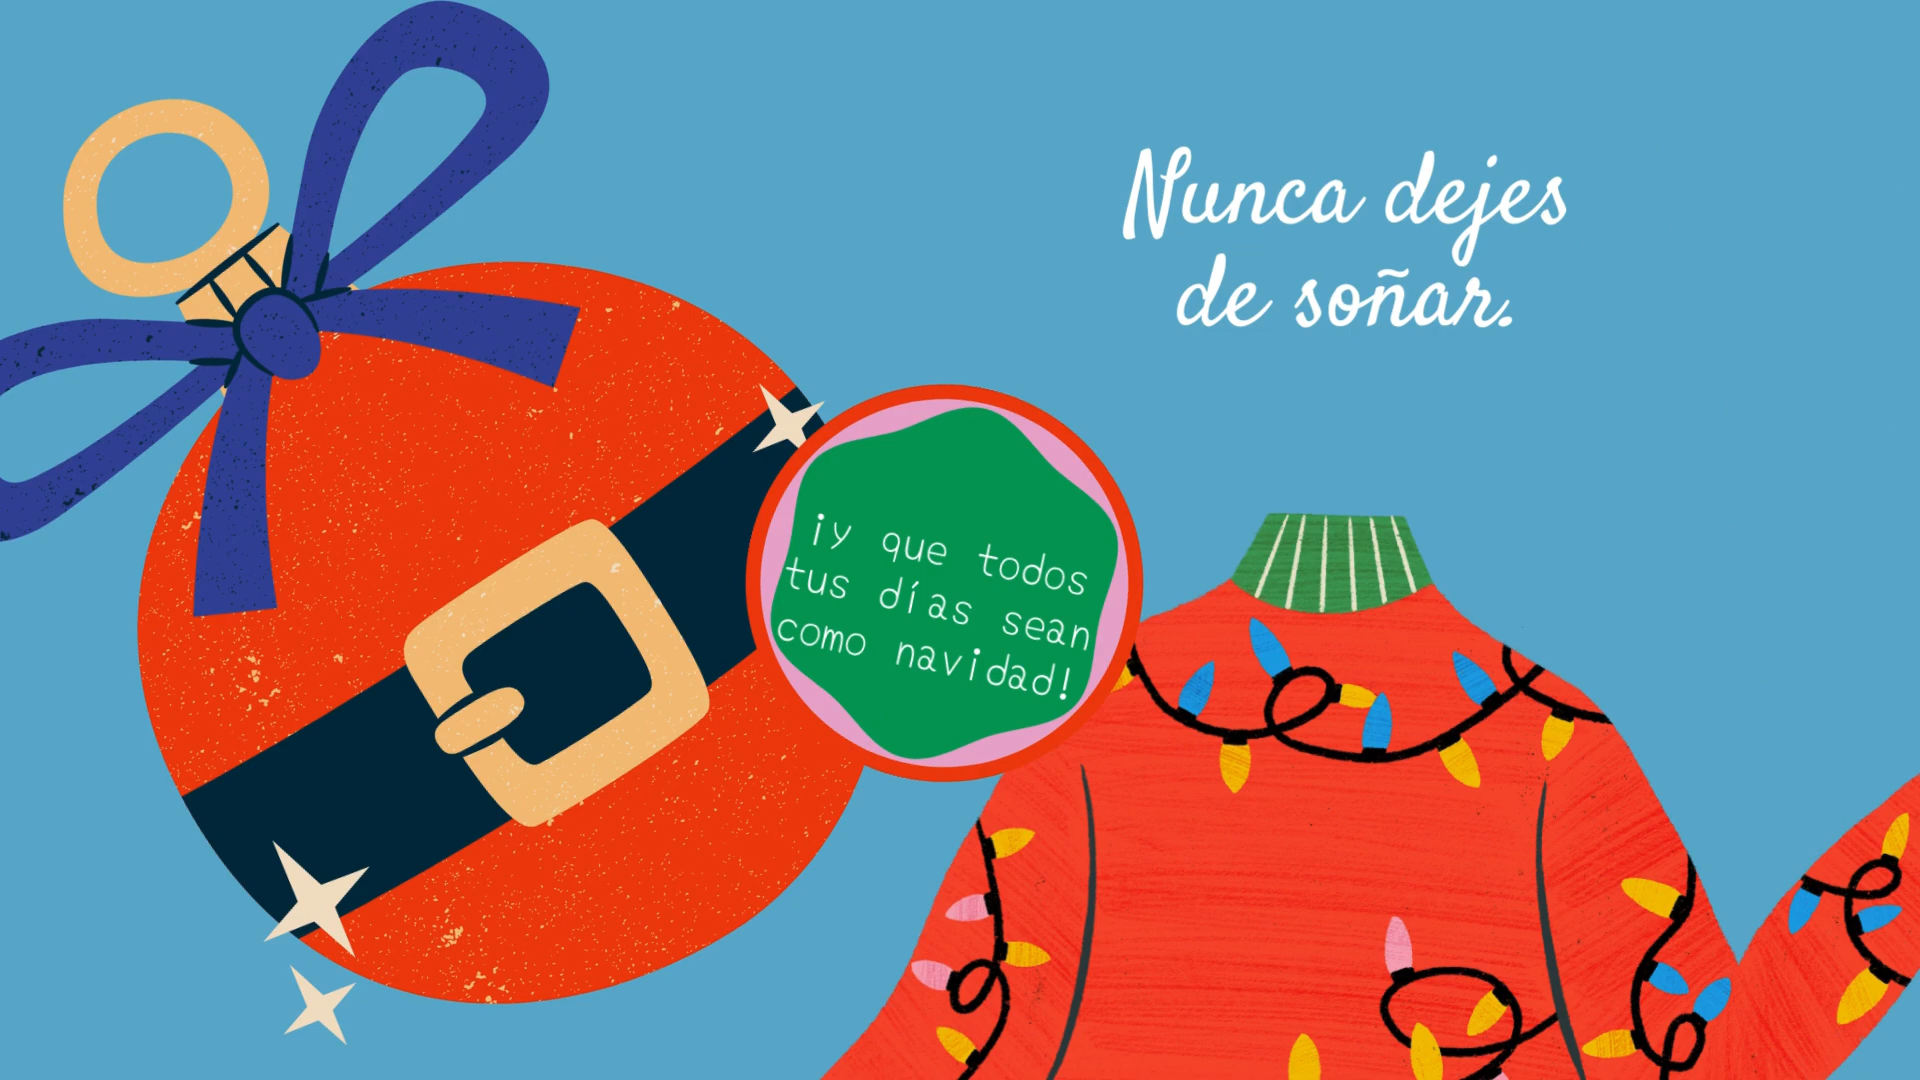 Nunca dejes
de soñar.
¡y que todos
tus días sean
como navidad!